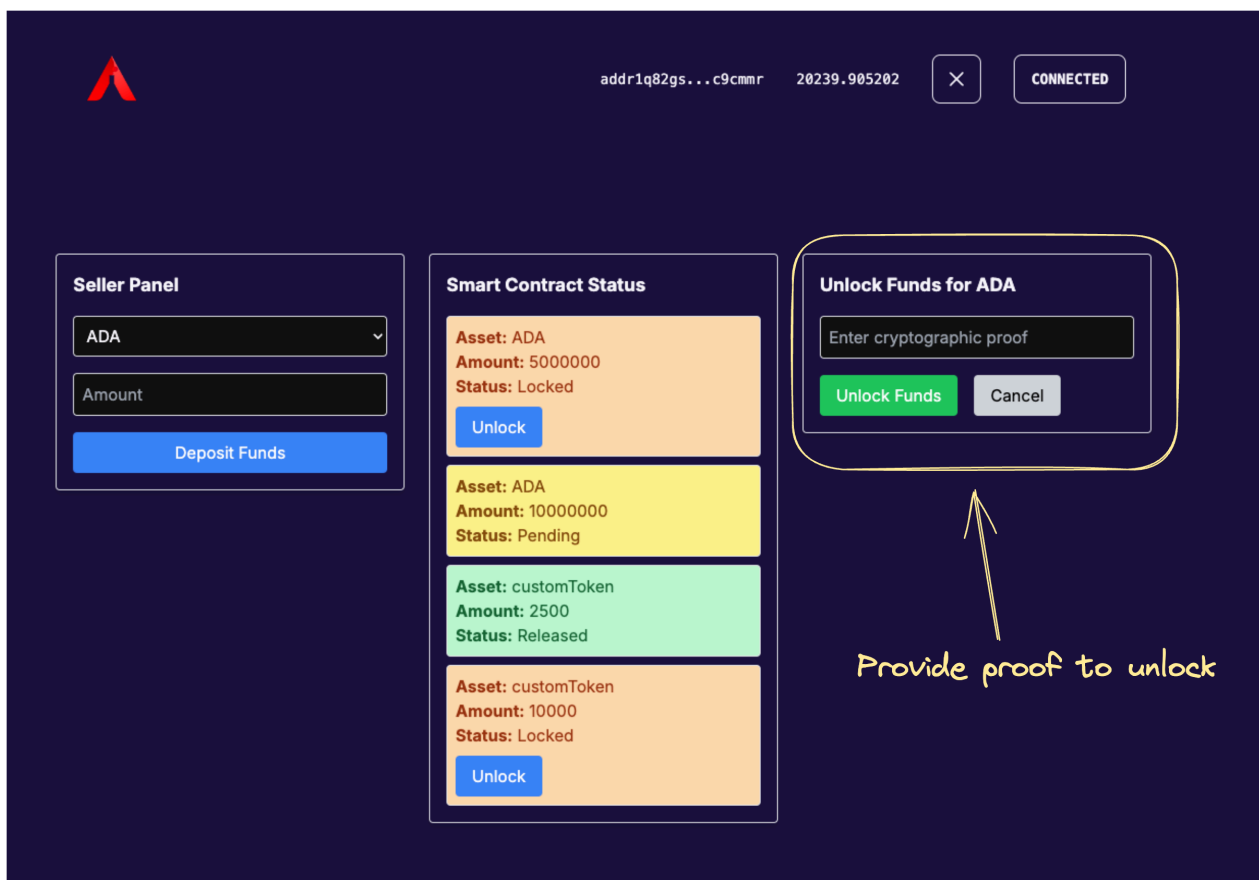 addr1q82gs...c9cmmr 20239.905202 CONNECTED
Seller Panel
ADA
Amount
Deposit Funds
Smart Contract Status
Asset: ADA
Amount: 5000000
Status: Locked
Unlock
Asset: ADA
Amount: 10000000
Status: Pending
Asset: customToken
Amount: 2500
Status: Released
Asset: customToken
Amount: 10000
Status: Locked
Unlock
Unlock Funds for ADA
Enter cryptographic proof
Unlock Funds Cancel
Provide proof to unlock